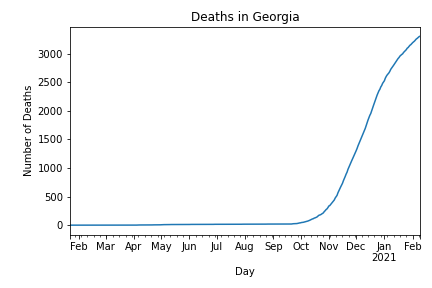 Deaths in Georgia
Number of Deaths
3000
2500
2000
1500
1000
500
0
Feb Mar Apr May Jun Jul Aug Sep Oct Nov Dec Jan Feb
2021
Day